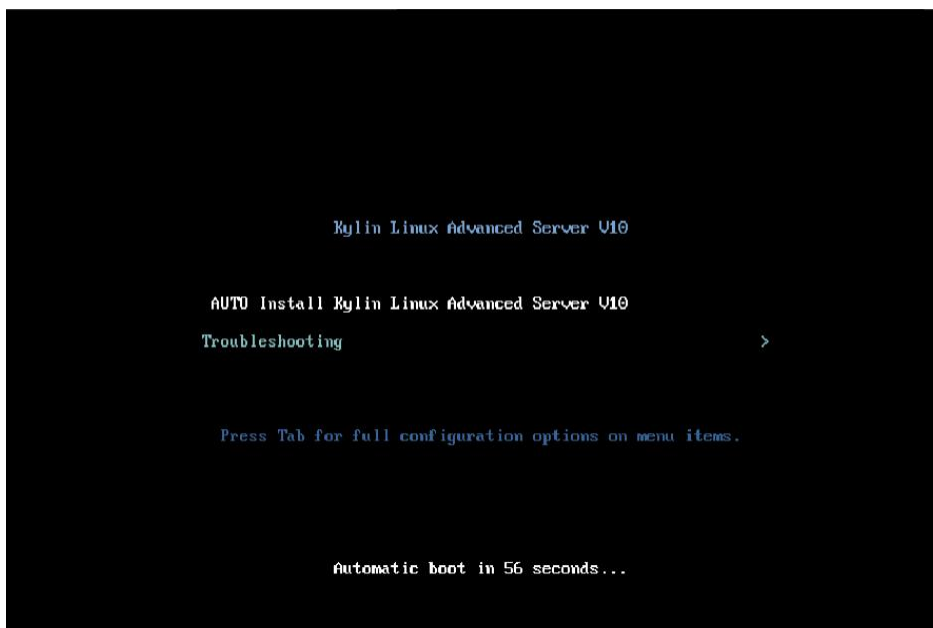 Kylin Linux Advanced Server V10
AUTO Install Kylin Linux Advanced Server V10
Troubleshooting >
Press Tab for full configuration options on menu items.
Automatic boot in 56 seconds...